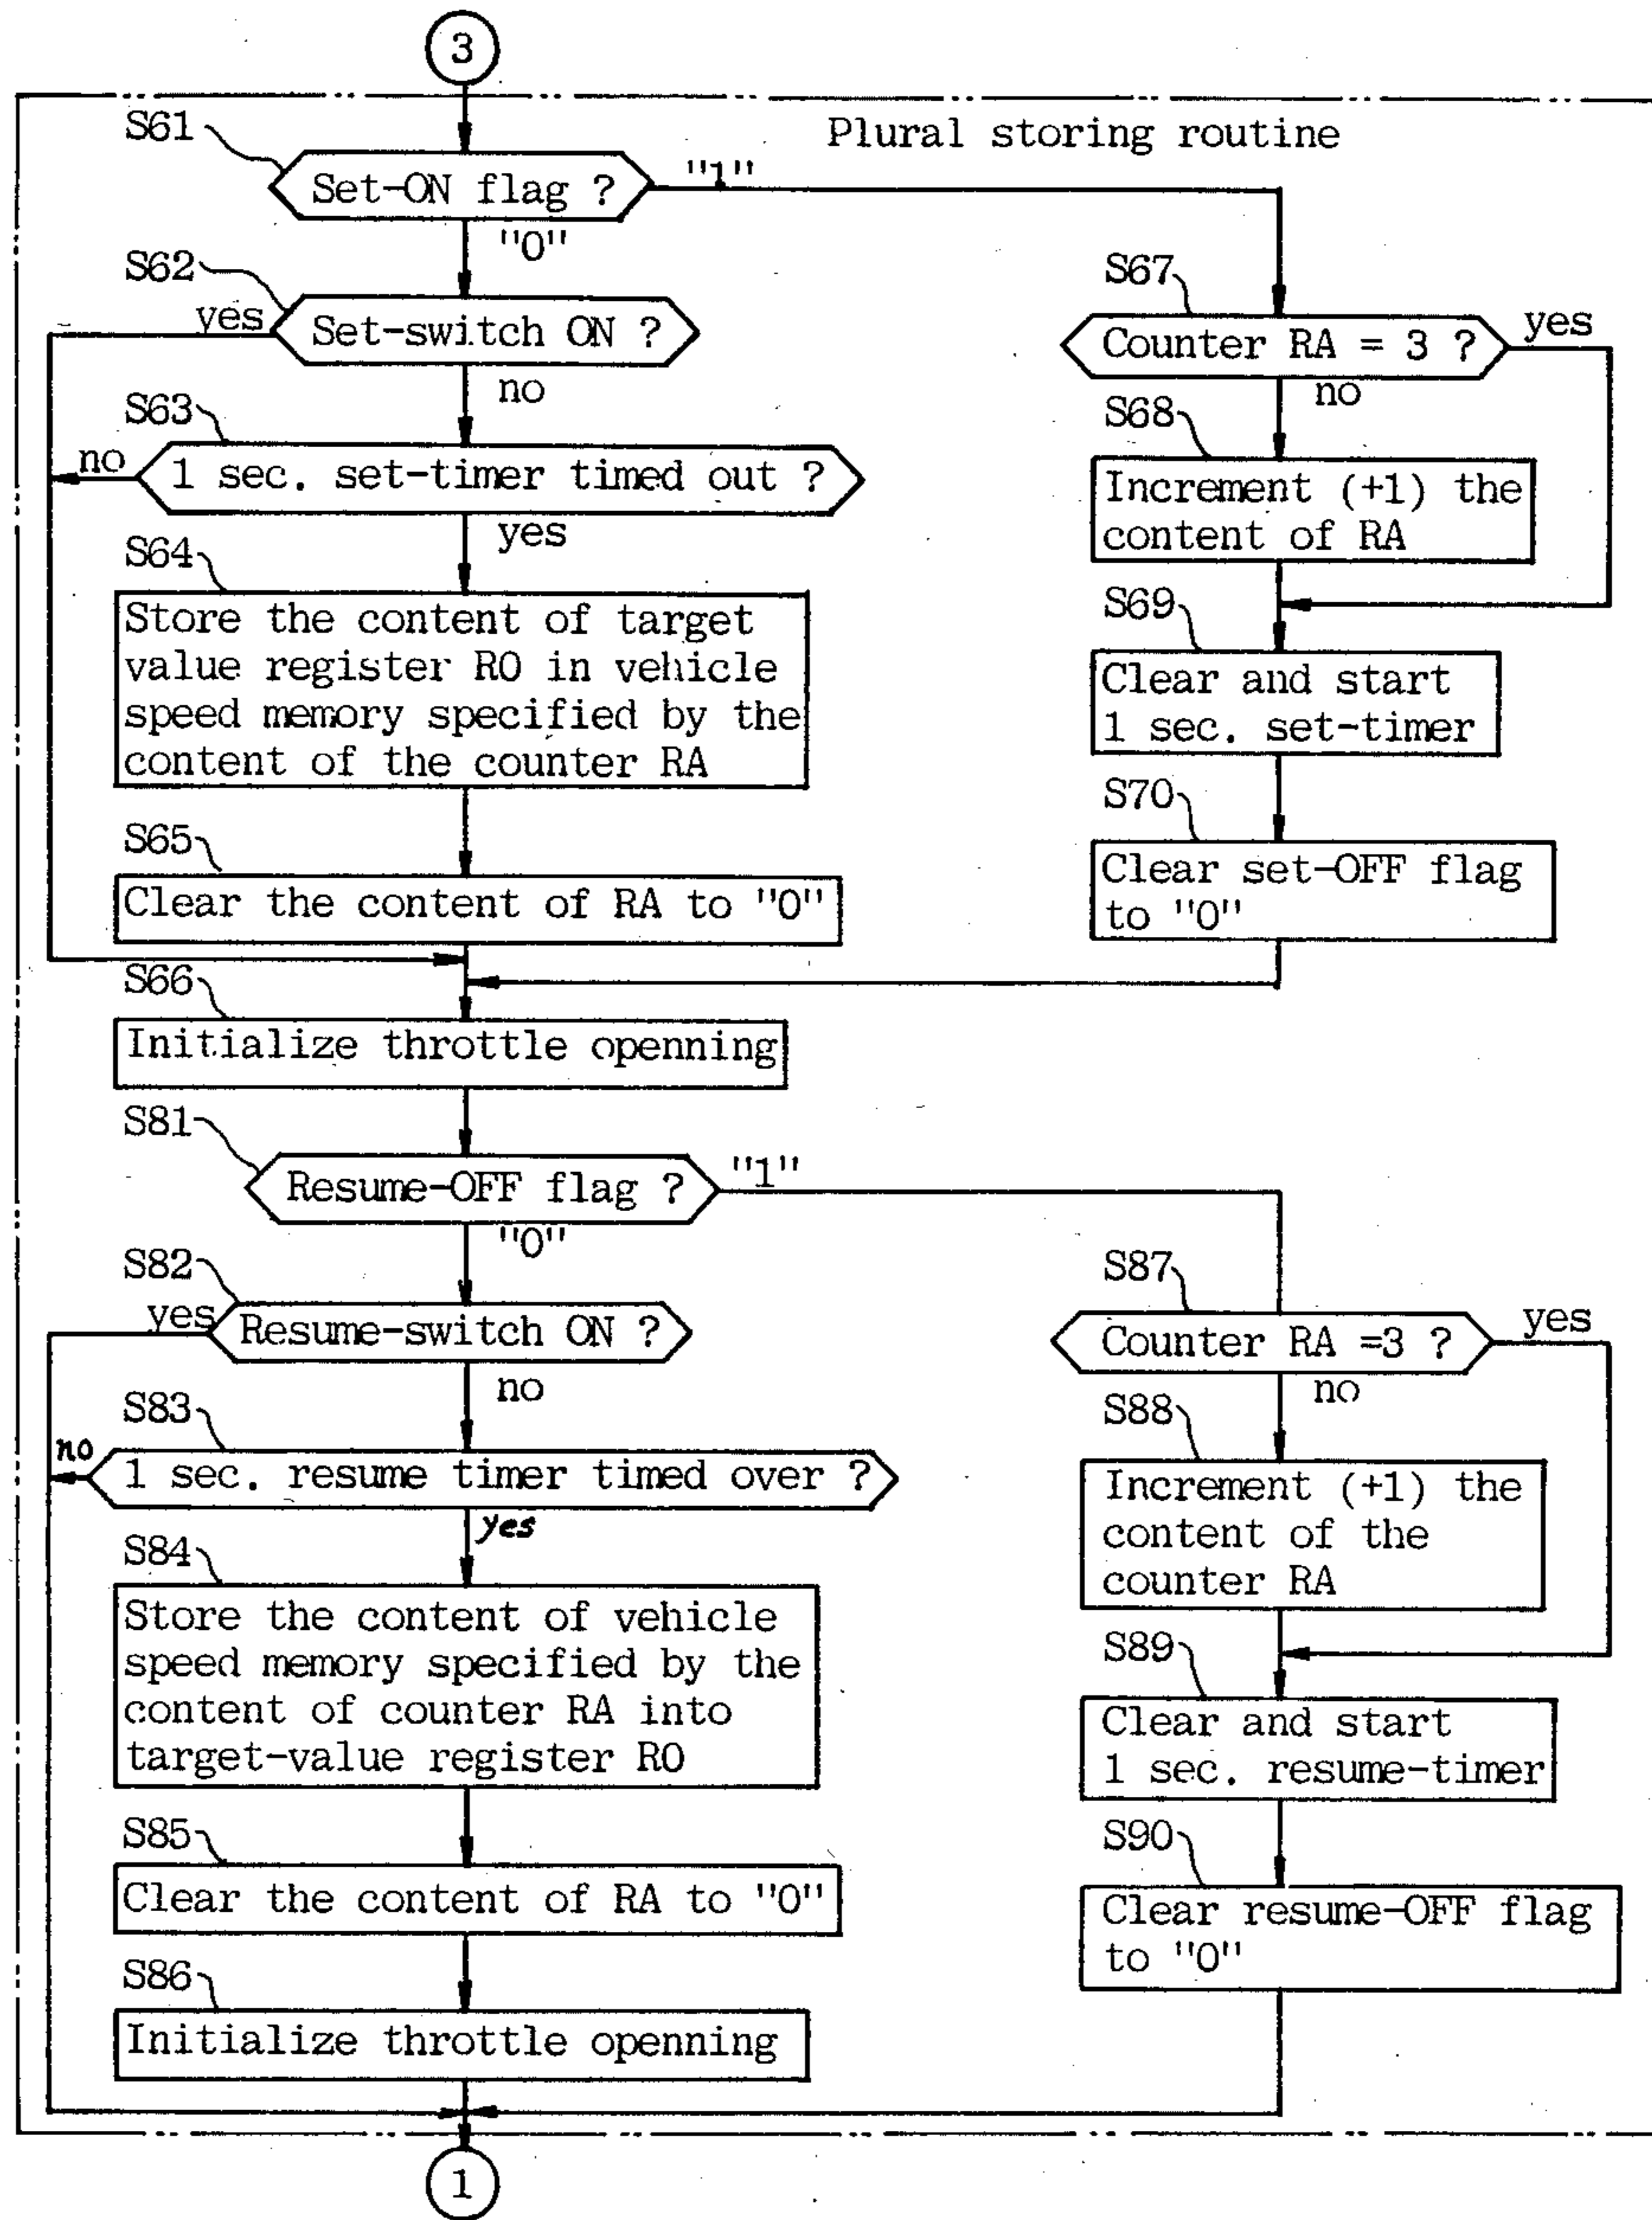 3
Plural storing routine
S61
Set-ON flag ?
"1"
"0"
S62
yes
Set-switch ON ?
no
S63
no
1 sec. set-timer timed out ?
yes
S64
Store the content of target
value register RO in vehicle
speed memory specified by the
content of the counter RA
S65
Clear the content of RA to "0"
S67
Counter RA = 3 ?
yes
no
S68
Increment (+1) the
content of RA
S69
Clear and start
1 sec. set-timer
S70
Clear set-OFF flag
to "0"
S66
Initialize throttle openning
S81
Resume-OFF flag ?
"1"
"0"
S82
yes
Resume-switch ON ?
no
S83
no
1 sec. resume timer timed over ?
yes
S84
Store the content of vehicle
speed memory specified by the
content of counter RA into
target-value register RO
S85
Clear the content of RA to "0"
S86
Initialize throttle openning
S87
Counter RA =3 ?
yes
no
S88
Increment (+1) the
content of the
counter RA
S89
Clear and start
1 sec. resume-timer
S90
Clear resume-OFF flag
to "0"
1